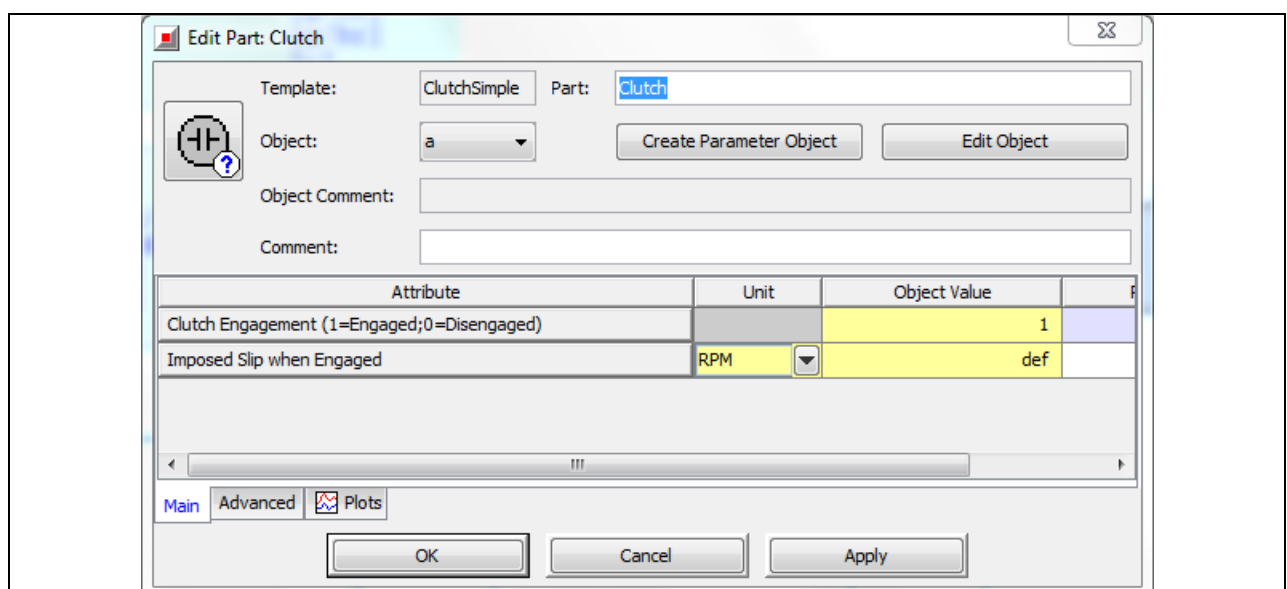 Edit Part: Clutch
Template: ClutchSimple Part: Clutch
Object: a Create Parameter Object Edit Object
Object Comment:
Comment:
Attribute Unit Object Value
Clutch Engagement (1=Engaged;0=Disengaged) 1
Imposed Slip when Engaged RPM def
Main Advanced Plots
OK Cancel Apply